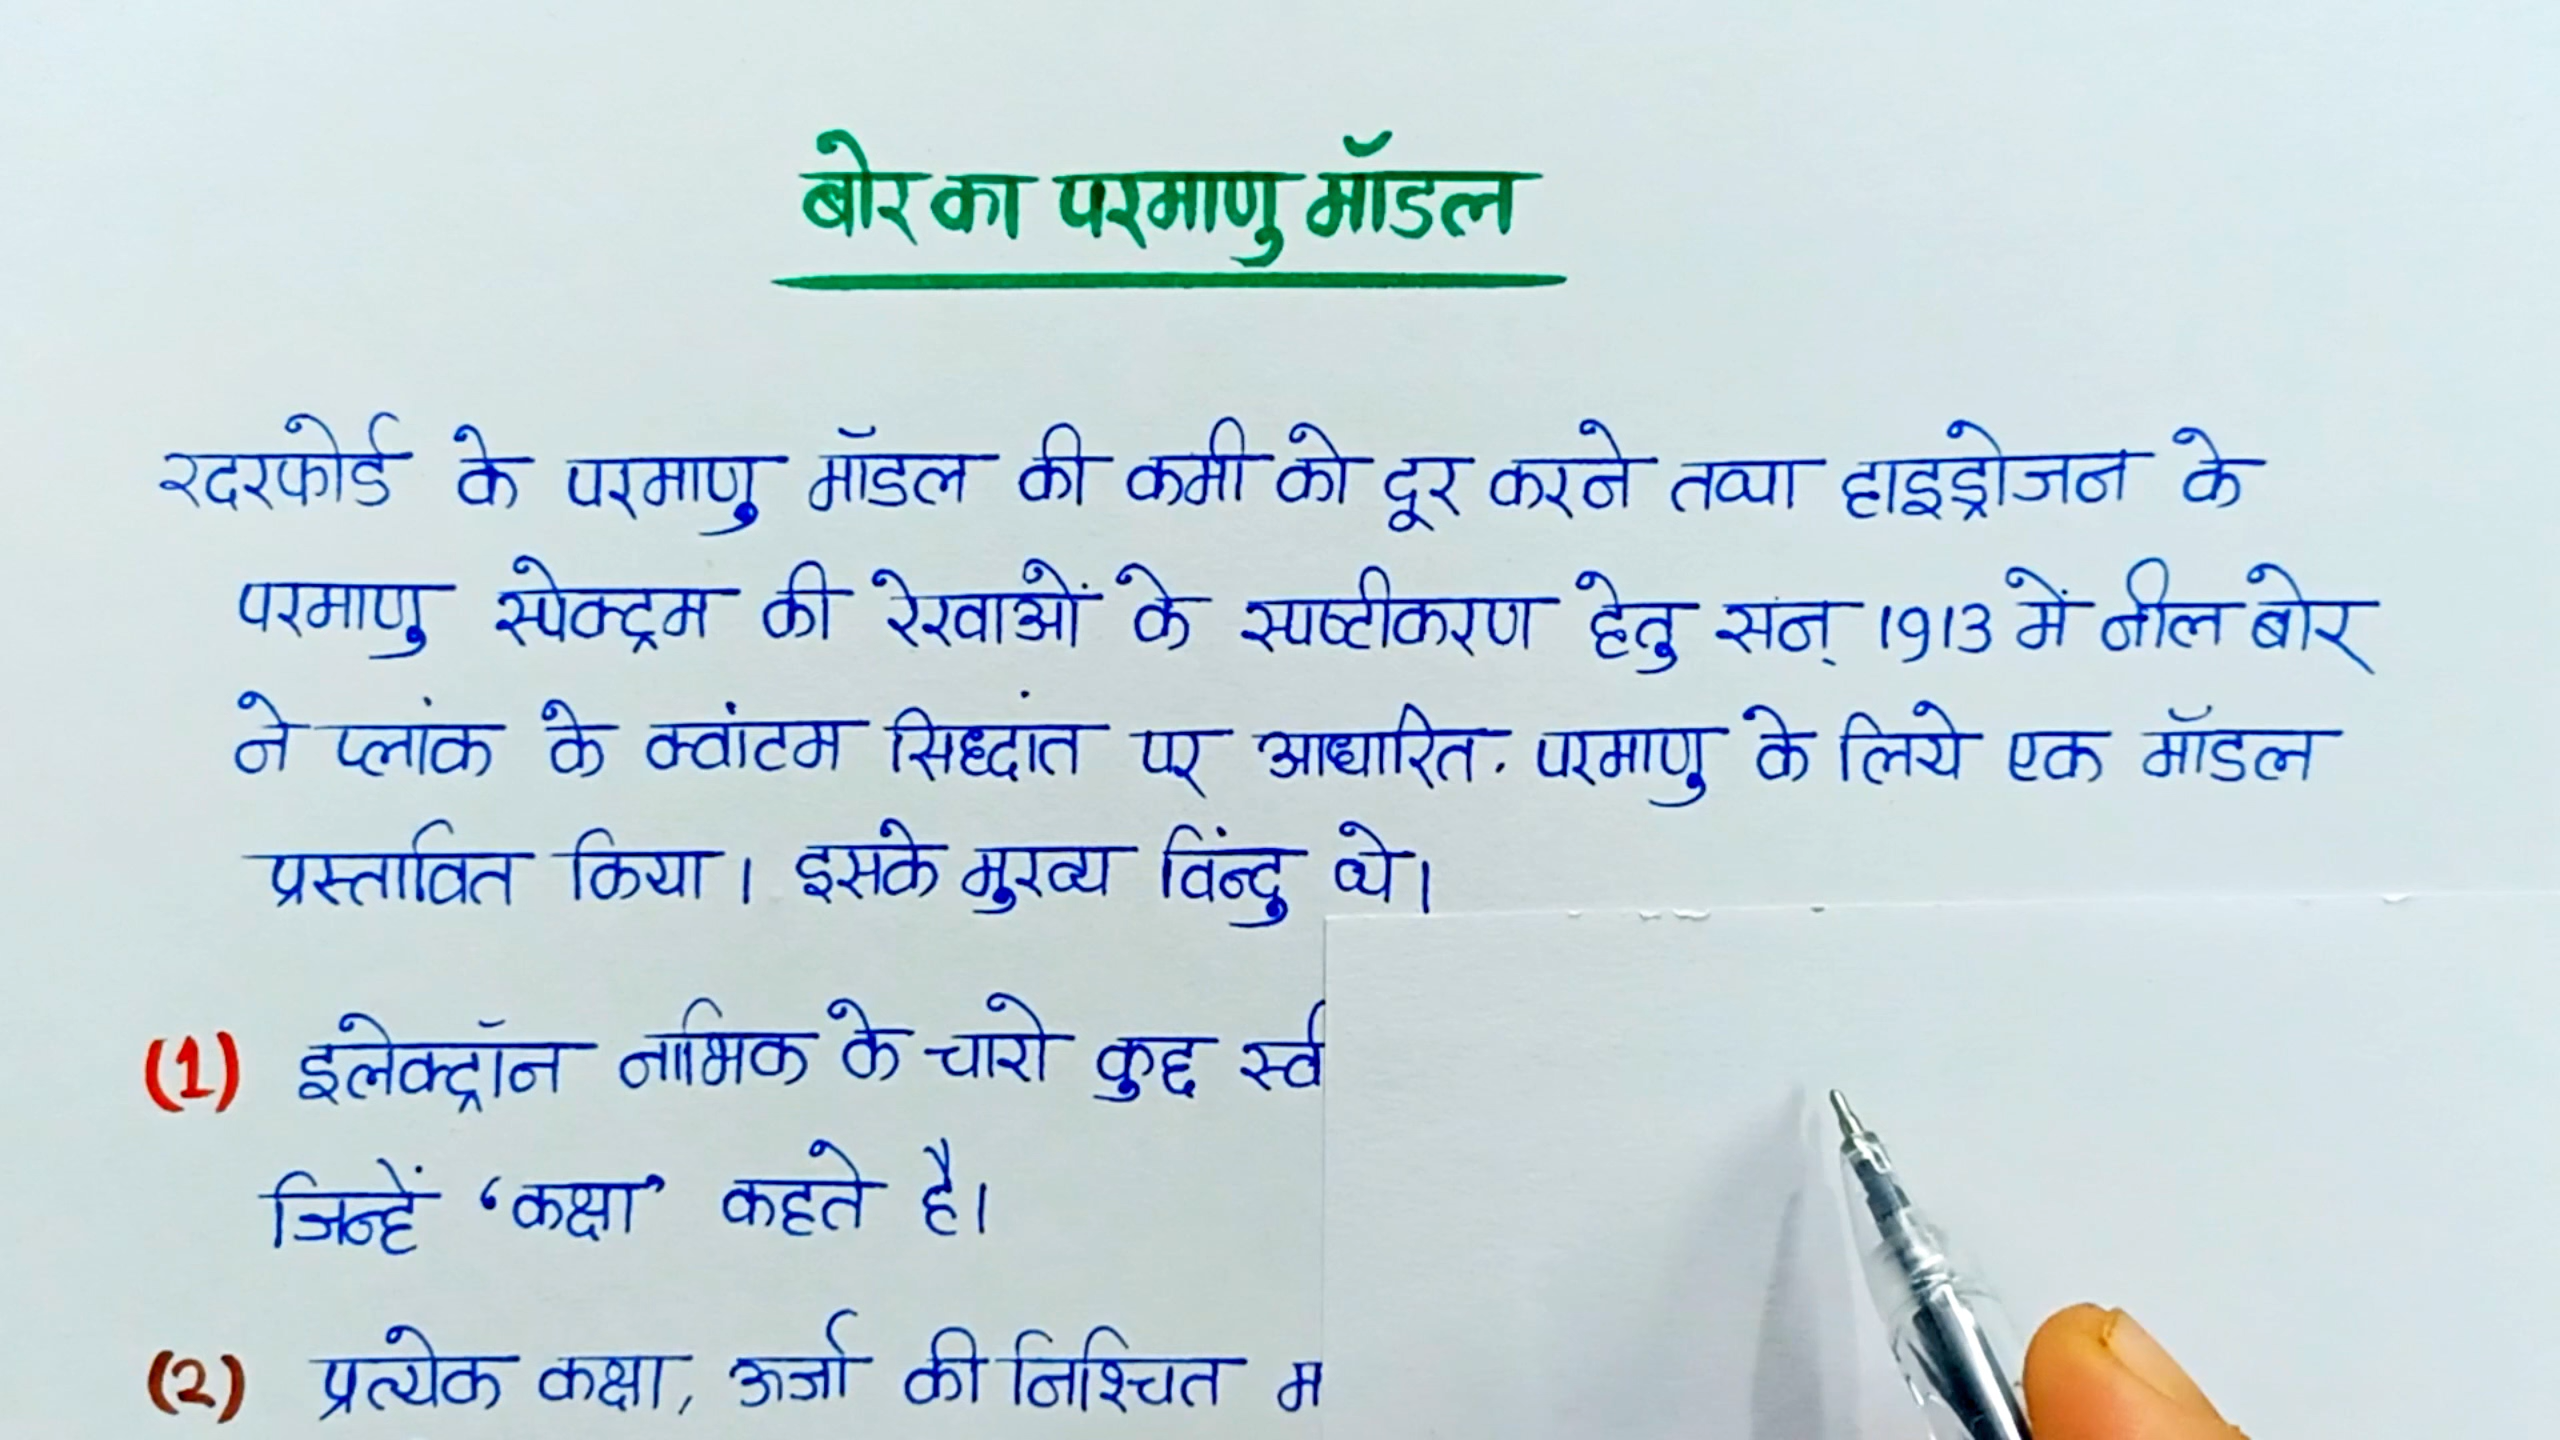 बोर का परमाणु मॉडल
रदरफोर्ड के परमाणु मॉडल की कमी को दूर करने तथा हाइड्रोजन के
परमाणु स्पेक्ट्रम की रेखाओं के स्पष्टीकरण हेतु सन् 1913 में नील बोर
ने प्लांक के क्वांटम सिध्दांत पर आधारित. परमाणु के लिये एक मॉडल
प्रस्तावित किया। इसके मुख्य विंन्दु थे।
(1) इलेक्ट्रॉन नाभिक के चारो कुछ
जिन्हें ‘कक्षा’ कहते है।
(2) प्रत्येक कक्षा, ऊर्जा की निश्चित